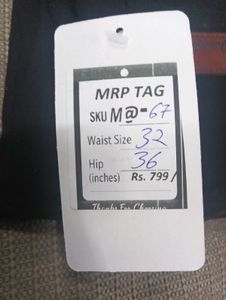 MRP TAG
SKU M@-67
Waist Size 32
Hip 36
(inches) Rs. 799/
Thanks For Choosing